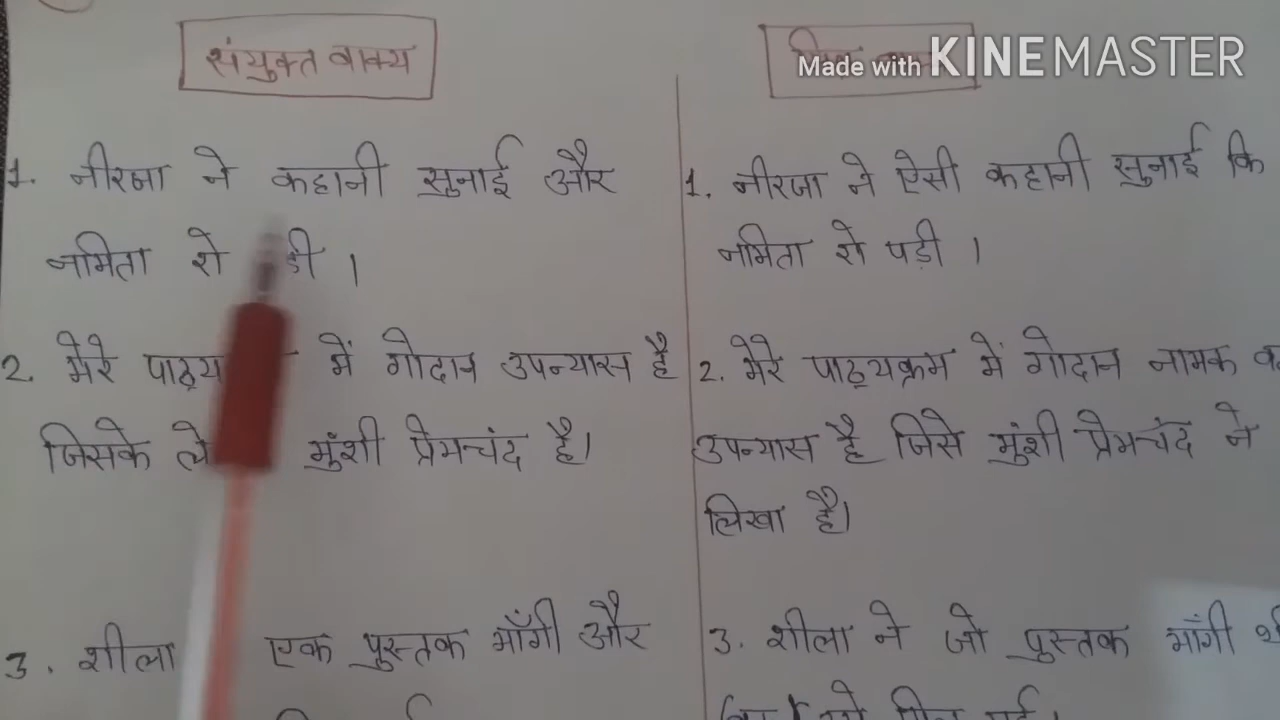 संयुक्त वाक्य
1. नीरजा ने कहानी सुनाई और
नमिता रो ड़ी।
2. मेरे पाठ्य में गोदान उपन्यास है
जिसके ले मुंशी प्रेमचंद है।
3. शीला एक पुस्तक माँगी और
Made with KINEMASTER
1. नीरजा ने ऐसी कहानी सुनाई कि
नमिता रो पड़ी।
2. मेरे पाठ्यक्रम में गोदान नामक
उपन्यास है जिसे मुंशी प्रेमचंद ने
लिखा है।
3. शीला ने जो पुस्तक माँगी